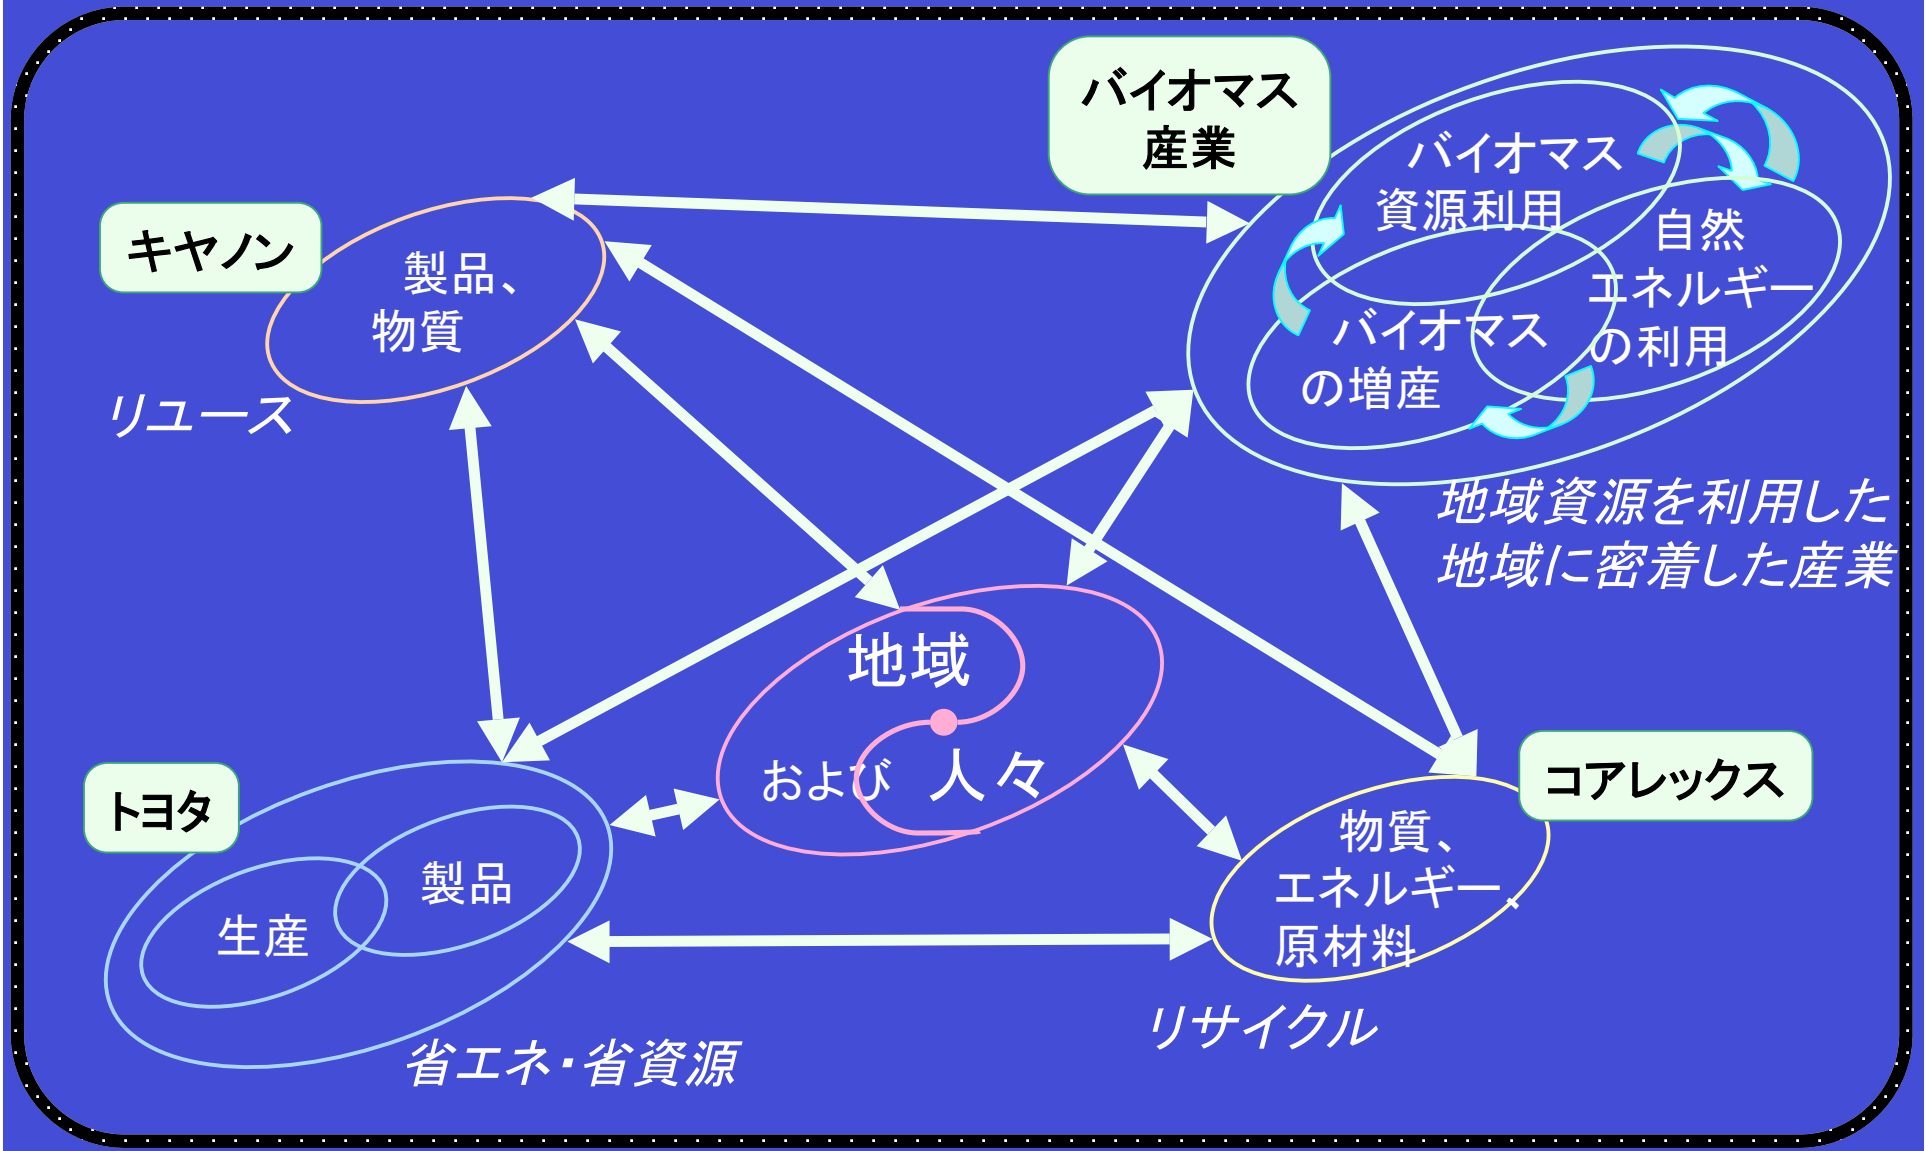 バイオマス
産業
バイオマス
資源利用
自然
エネルギー
の利用
バイオマス
の増産
地域資源を利用した
地域に密着した産業
キヤノン
製品、
物質
リユース
地域
および 人々
トヨタ
製品
生産
省エネ・省資源
コアレックス
物質、
エネルギー、
原材料
リサイクル